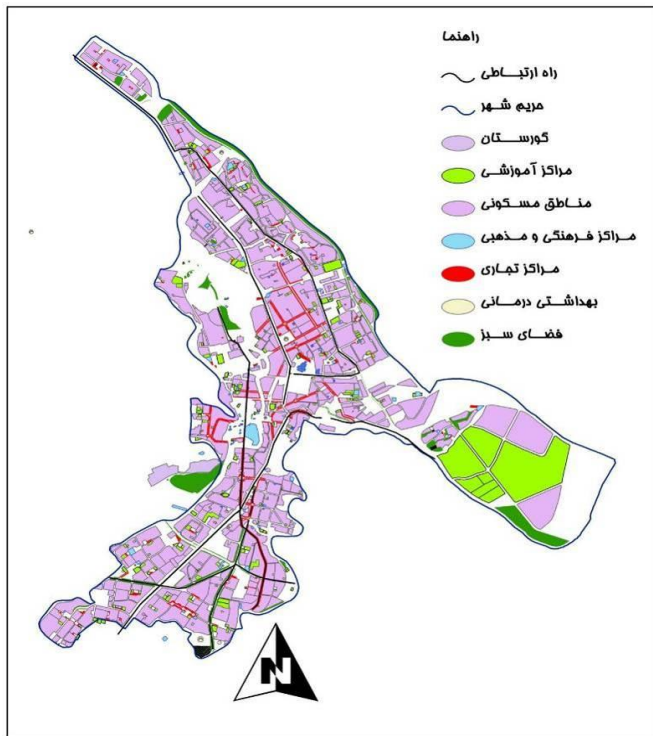 راهنما
راه ارتباطی
حریم شهر
گورستان
مراکز آموزشی
مناطق مسکونی
مراکز فرهنگی و مذهبی
مراکز تجاری
بهداشتی درمانی
فضای سبز
N